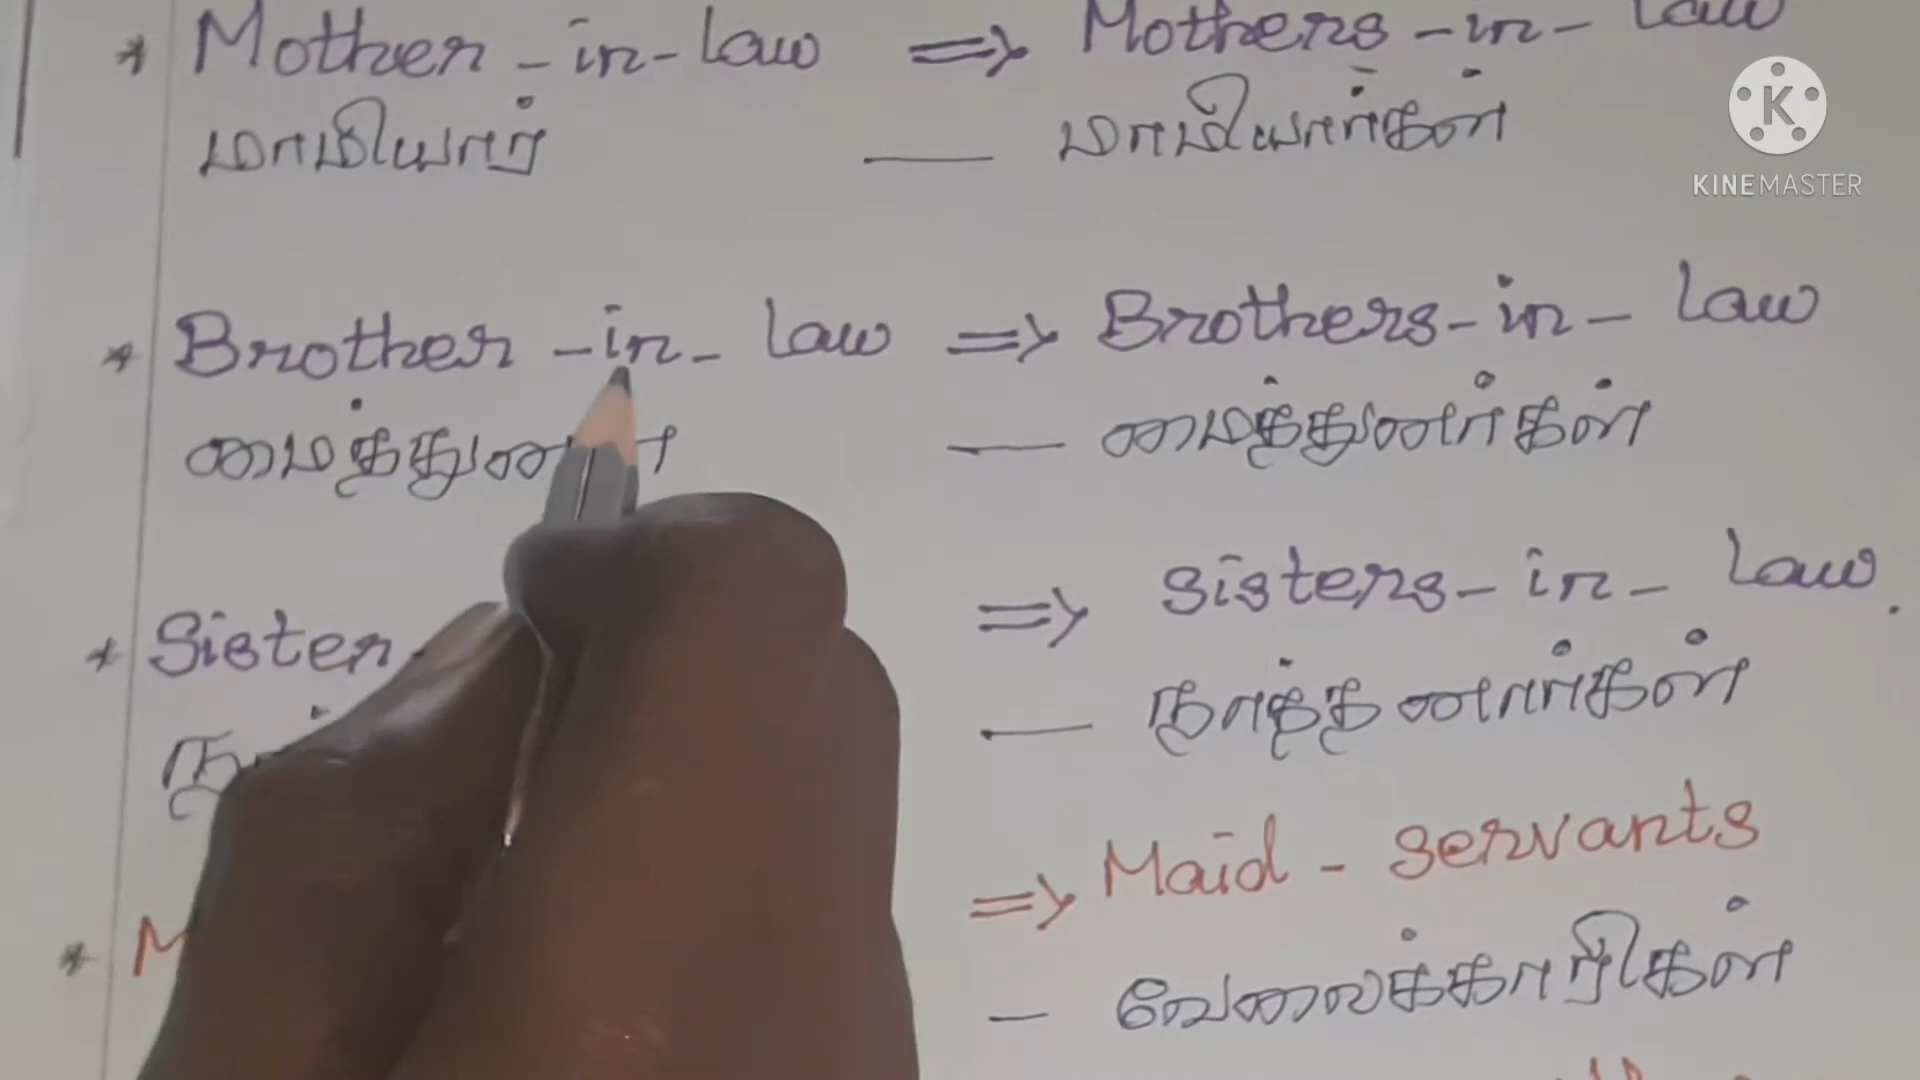 * Mother-in-law => Mothers-in-law
மாமியார் — மாமியார்கள்
KINEMASTER
* Brother-in-law => Brothers-in-law
— மைத்துனர்கள்
* Sister => Sisters-in-law.
— நாத்தனார்கள்
* => Maid-servants
- வேலைக்காரிகள்